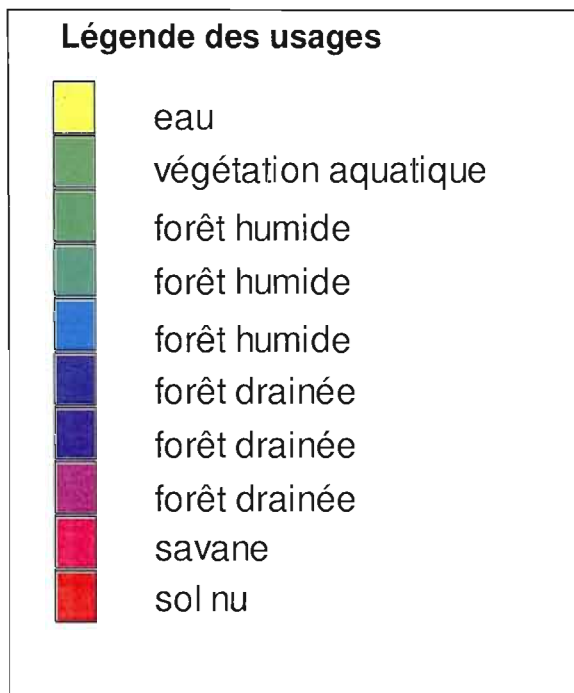 Légende des usages
eau
végétation aquatique
forêt humide
forêt humide
forêt humide
forêt drainée
forêt drainée
forêt drainée
savane
sol nu